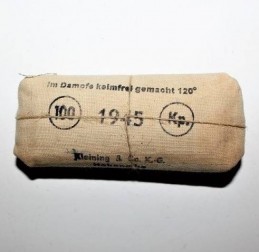 Im Dampfe keimfrei gemacht 120°
100 1945 Kp.
Kleining & Co. K.-G.